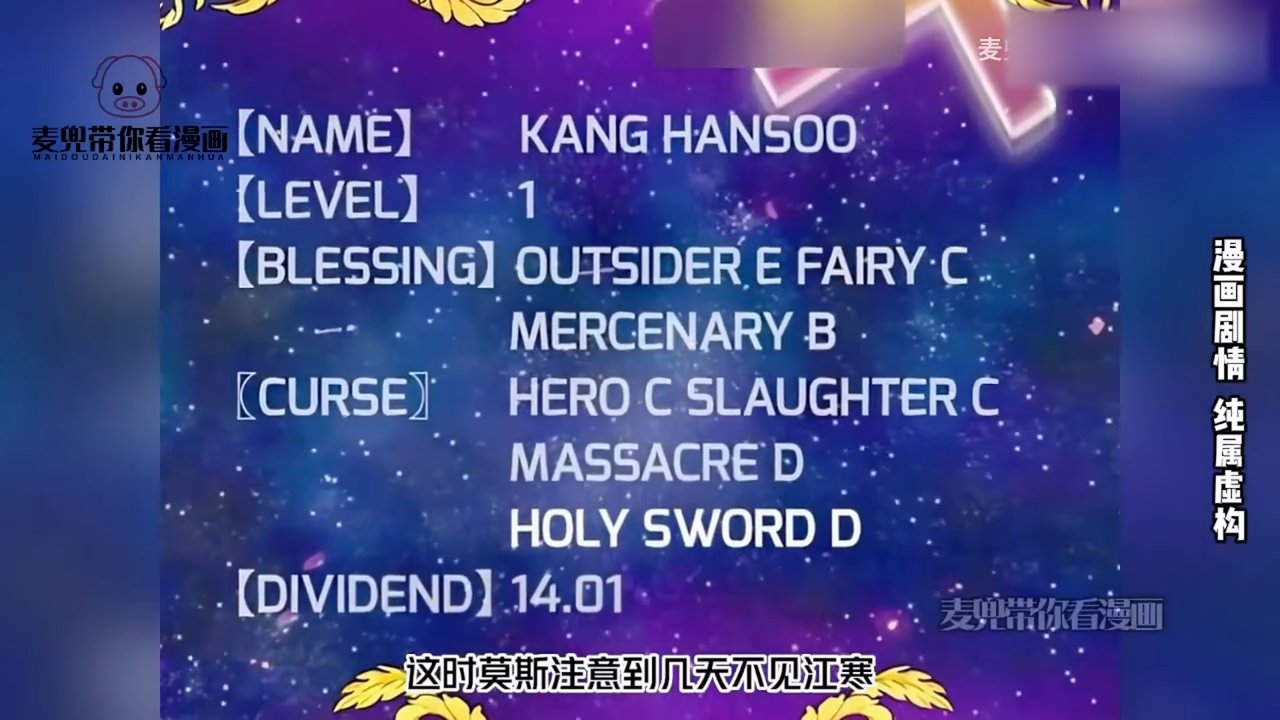 麦
麦兜带你看漫画
MAIDOUDAINIKANMANHUA
【NAME】 KANG HANSOO
【LEVEL】 1
【BLESSING】 OUTSIDER E FAIRY C
MERCENARY B
〖CURSE〗 HERO C SLAUGHTER C
MASSACRE D
HOLY SWORD D
【DIVIDEND】 14.01
漫画剧情 纯属虚构
麦兜带你看漫画
这时莫斯注意到几天不见江寒